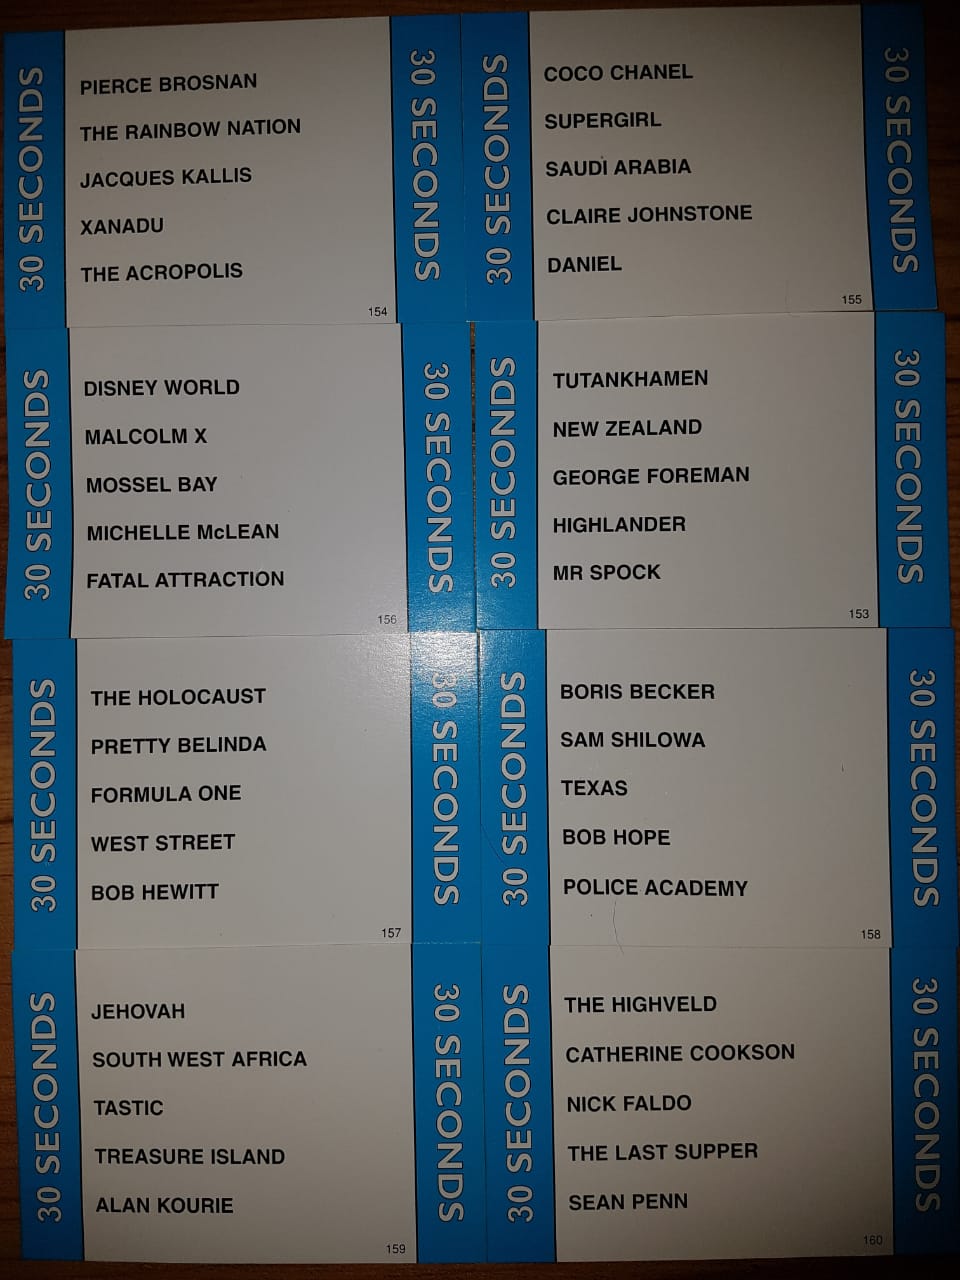 30 SECONDS
PIERCE BROSNAN
THE RAINBOW NATION
JACQUES KALLIS
XANADU
THE ACROPOLIS
154
30 SECONDS
30 SECONDS
COCO CHANEL
SUPERGIRL
SAUDI ARABIA
CLAIRE JOHNSTONE
DANIEL
155
30 SECONDS
30 SECONDS
DISNEY WORLD
MALCOLM X
MOSSEL BAY
MICHELLE McLEAN
FATAL ATTRACTION
156
30 SECONDS
30 SECONDS
TUTANKHAMEN
NEW ZEALAND
GEORGE FOREMAN
HIGHLANDER
MR SPOCK
153
30 SECONDS
30 SECONDS
THE HOLOCAUST
PRETTY BELINDA
FORMULA ONE
WEST STREET
BOB HEWITT
157
30 SECONDS
30 SECONDS
BORIS BECKER
SAM SHILOWA
TEXAS
BOB HOPE
POLICE ACADEMY
158
30 SECONDS
30 SECONDS
JEHOVAH
SOUTH WEST AFRICA
TASTIC
TREASURE ISLAND
ALAN KOURIE
159
30 SECONDS
30 SECONDS
THE HIGHVELD
CATHERINE COOKSON
NICK FALDO
THE LAST SUPPER
SEAN PENN
160
30 SECONDS